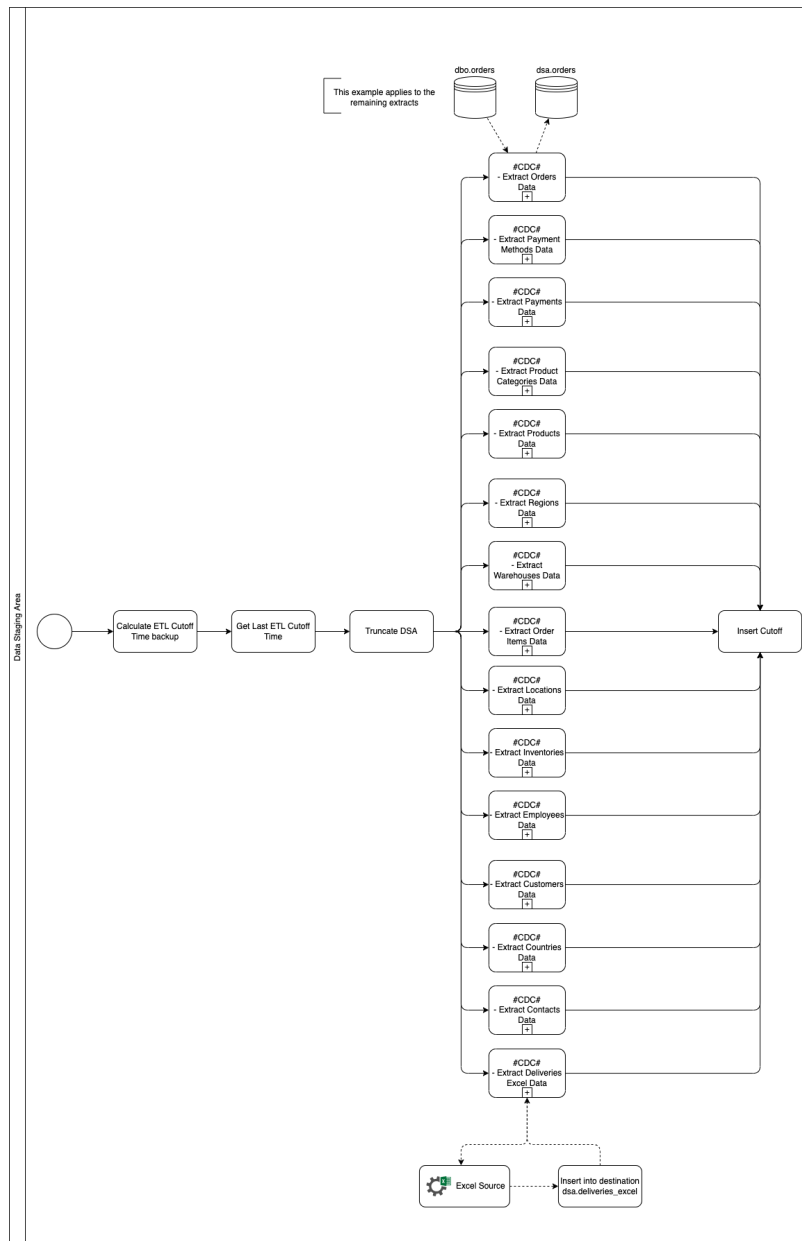 dbo.orders
dsa.orders
This example applies to the
remaining extracts
#CDC#
- Extract Orders
Data
#CDC#
- Extract Payment
Methods Data
#CDC#
- Extract Payments
Data
#CDC#
- Extract Product
Categories Data
#CDC#
- Extract Products
Data
#CDC#
- Extract Regions
Data
#CDC#
- Extract
Warehouses Data
Data Staging Area
Calculate ETL Cutoff
Time backup
Get Last ETL Cutoff
Time
Truncate DSA
#CDC#
- Extract Order
Items Data
Insert Cutoff
#CDC#
- Extract Locations
Data
#CDC#
- Extract Inventories
Data
#CDC#
- Extract Employees
Data
#CDC#
- Extract Customers
Data
#CDC#
- Extract Countries
Data
#CDC#
- Extract Contacts
Data
#CDC#
- Extract Deliveries
Excel Data
Excel Source
Insert into destination
dsa.deliveries_excel